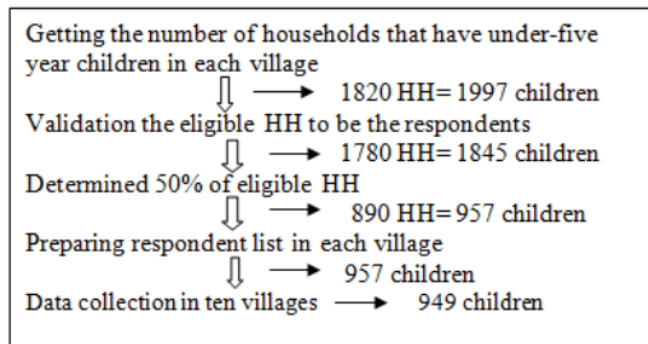 Getting the number of households that have under-five
year children in each village
1820 HH= 1997 children
Validation the eligible HH to be the respondents
1780 HH= 1845 children
Determined 50% of eligible HH
890 HH= 957 children
Preparing respondent list in each village
957 children
Data collection in ten villages 949 children